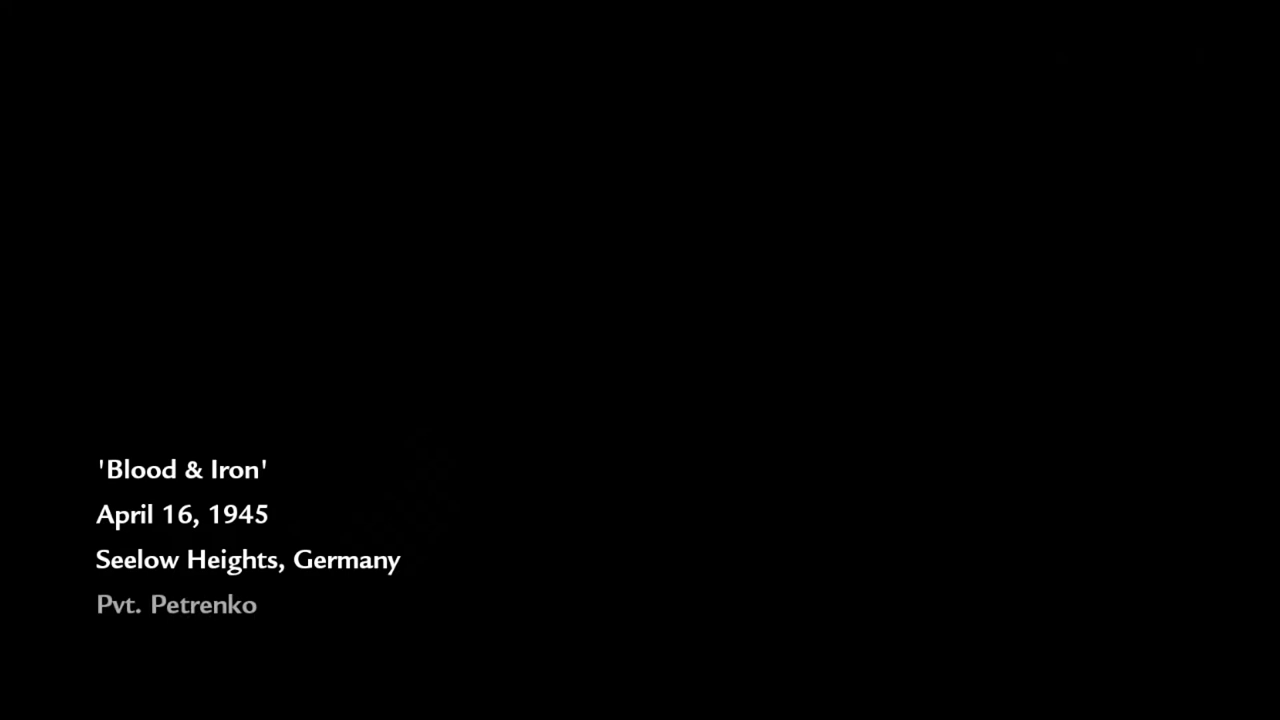 'Blood & Iron'
April 16, 1945
Seelow Heights, Germany
Pvt. Petrenko